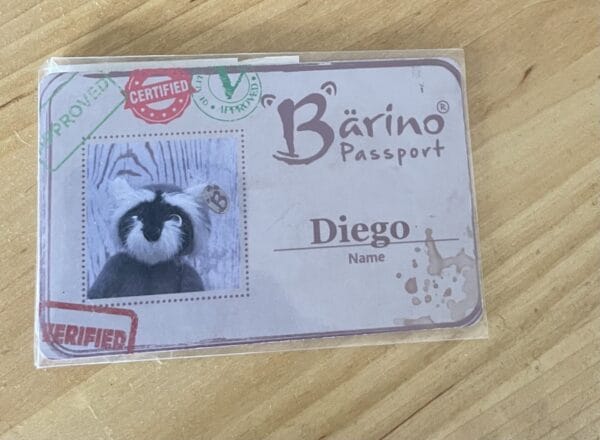 APPROVED
CERTIFIED
APPROVED
Bärino®
Passport
B
Diego
Name
VERIFIED